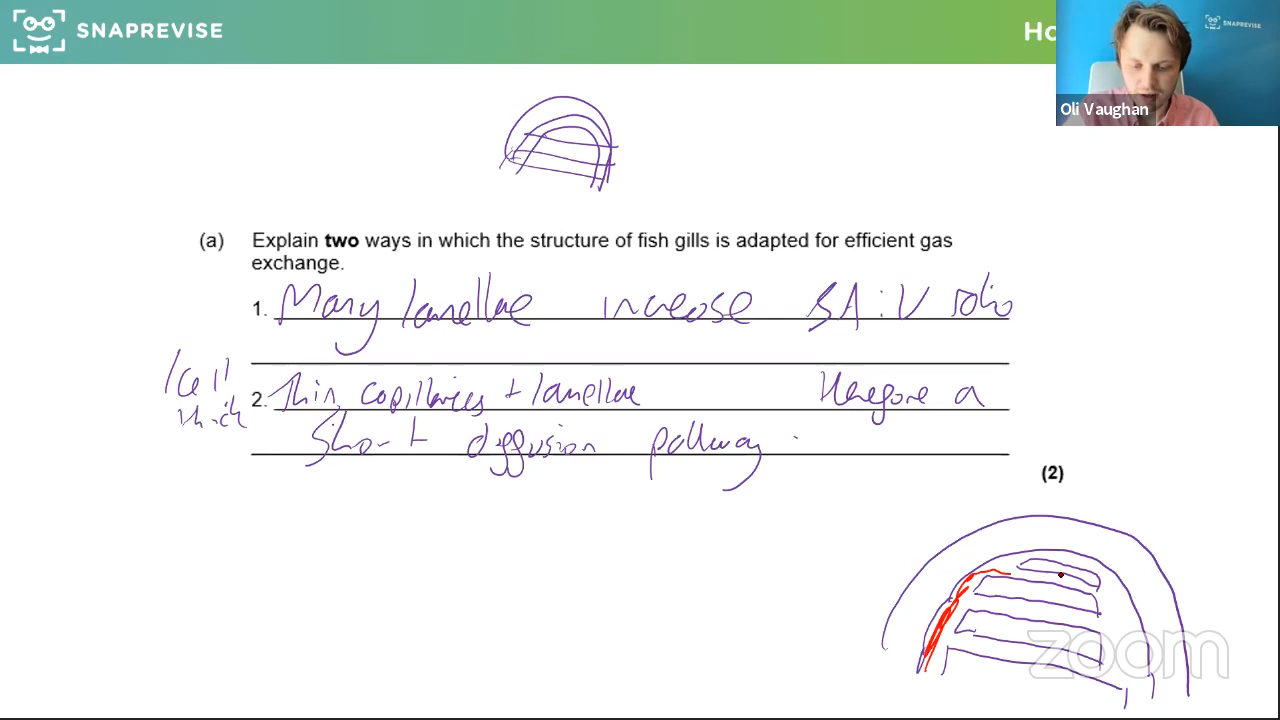 SNAPREVISE
Ho
SNAPREVISE
Oli Vaughan
(a) Explain two ways in which the structure of fish gills is adapted for efficient gas
exchange.
1. Many lamellae increase SA:V ratio
1 cell
thick
2. Thin capillaries + lamellae Therefore a
short diffusion pathway.
(2)
zoom